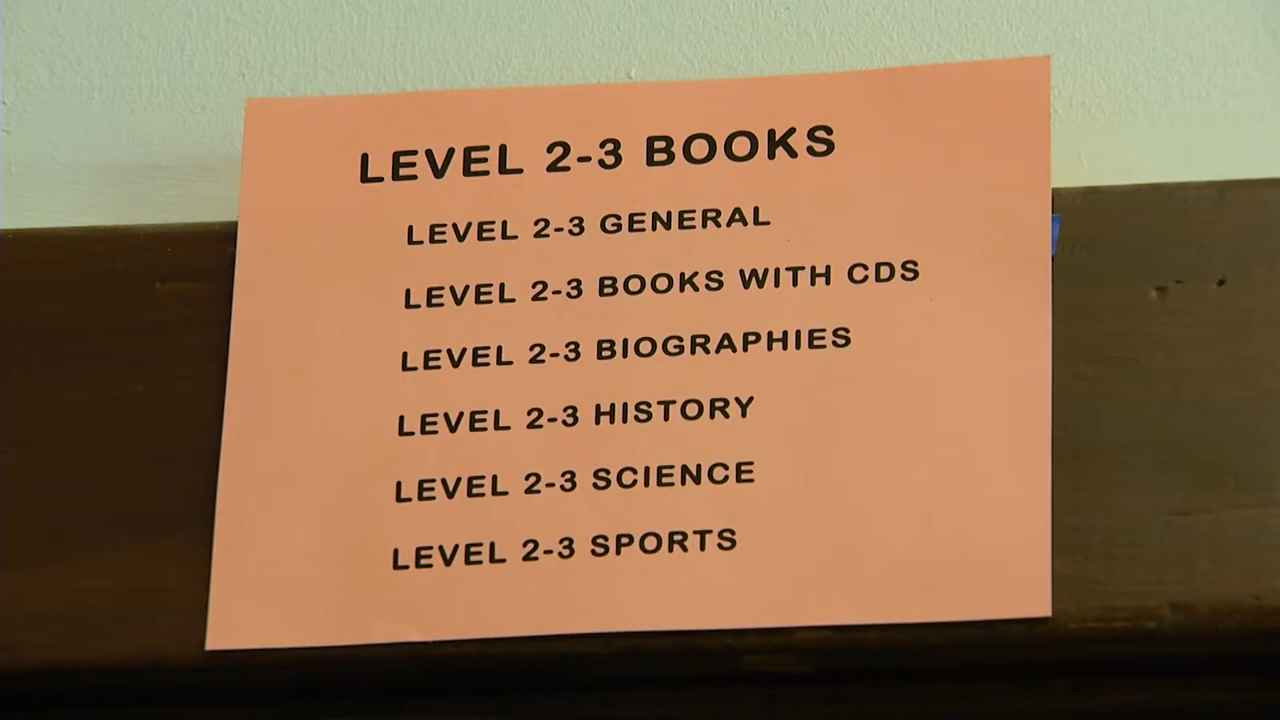 LEVEL 2-3 BOOKS
LEVEL 2-3 GENERAL
LEVEL 2-3 BOOKS WITH CDS
LEVEL 2-3 BIOGRAPHIES
LEVEL 2-3 HISTORY
LEVEL 2-3 SCIENCE
LEVEL 2-3 SPORTS